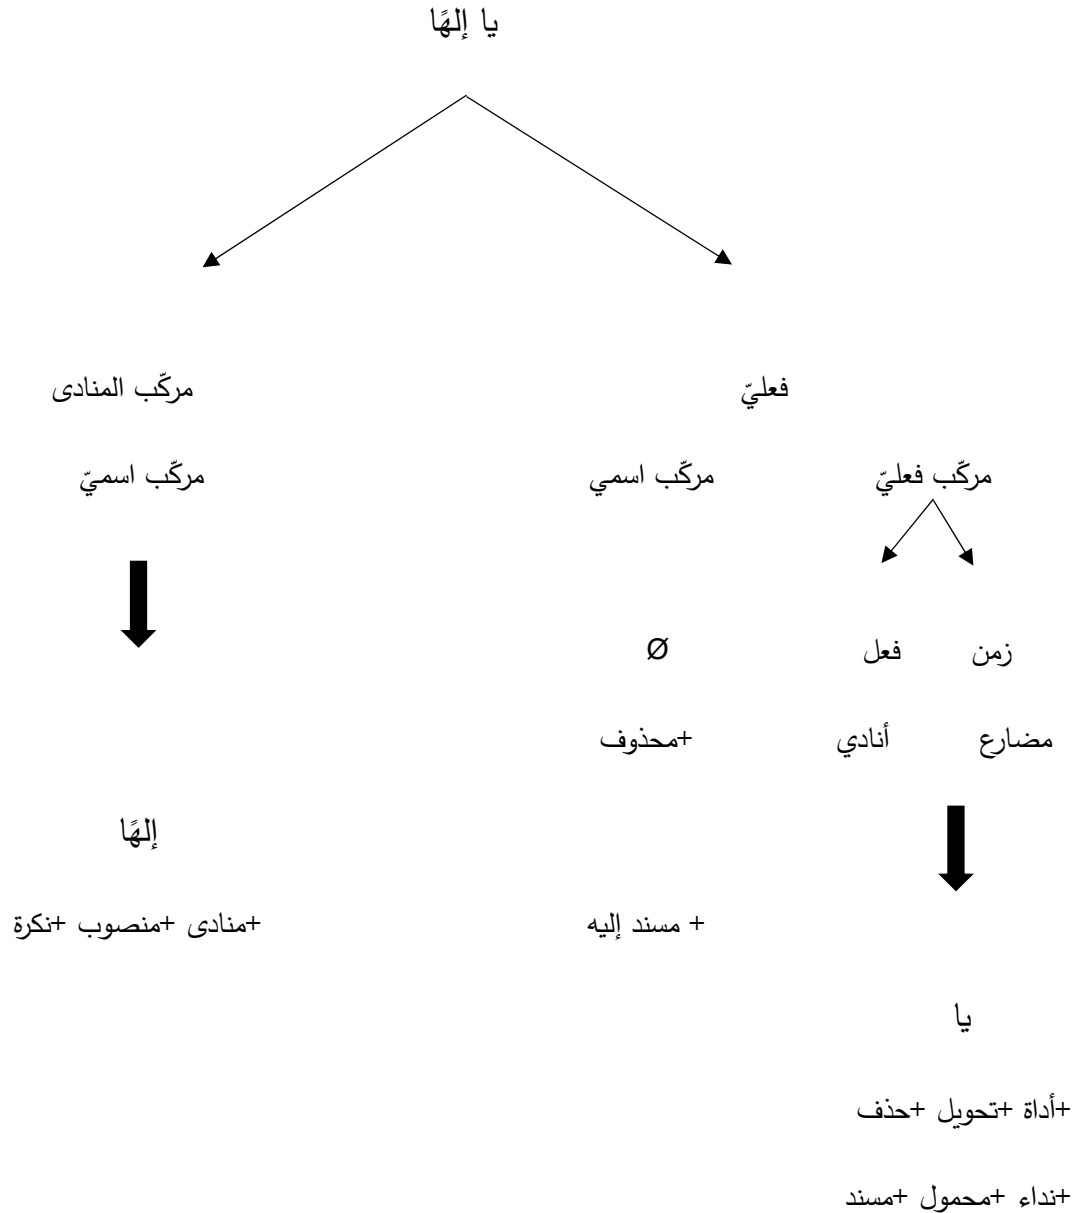 يا إلهًا
فعليّ مركّب المنادى
مركّب فعليّ مركّب اسمي مركّب اسميّ
زمن فعل Ø
مضارع أنادي +محذوف
إلهًا
+ مسند إليه +منادى +منصوب +نكرة
يا
+أداة +تحويل +حذف
+نداء +محمول +مسند